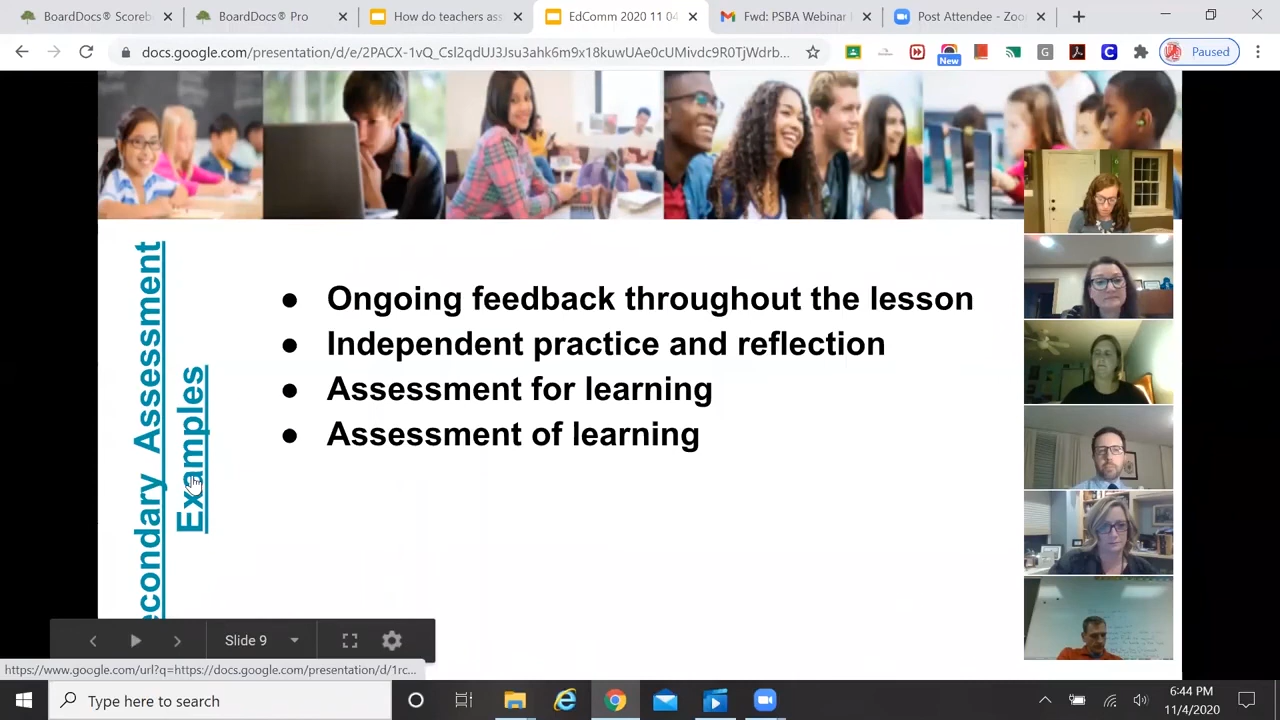 BoardDocs® Scoreb
BoardDocs® Pro
How do teachers ass
EdComm 2020 11 04
Fwd: PSBA Webinar
Post Attendee - Zoo
docs.google.com/presentation/d/e/2PACX-1vQ_Csl2qdUJ3Jsu3ahk6m9x18kuwUAe0cUMivdc9R0TjWdrb...
New
G
C
Paused
econdary Assessment
Examples
● Ongoing feedback throughout the lesson
● Independent practice and reflection
● Assessment for learning
● Assessment of learning
Slide 9
https://www.google.com/url?q=https://docs.google.com/presentation/d/1rc...
Type here to search
6:44 PM
11/4/2020